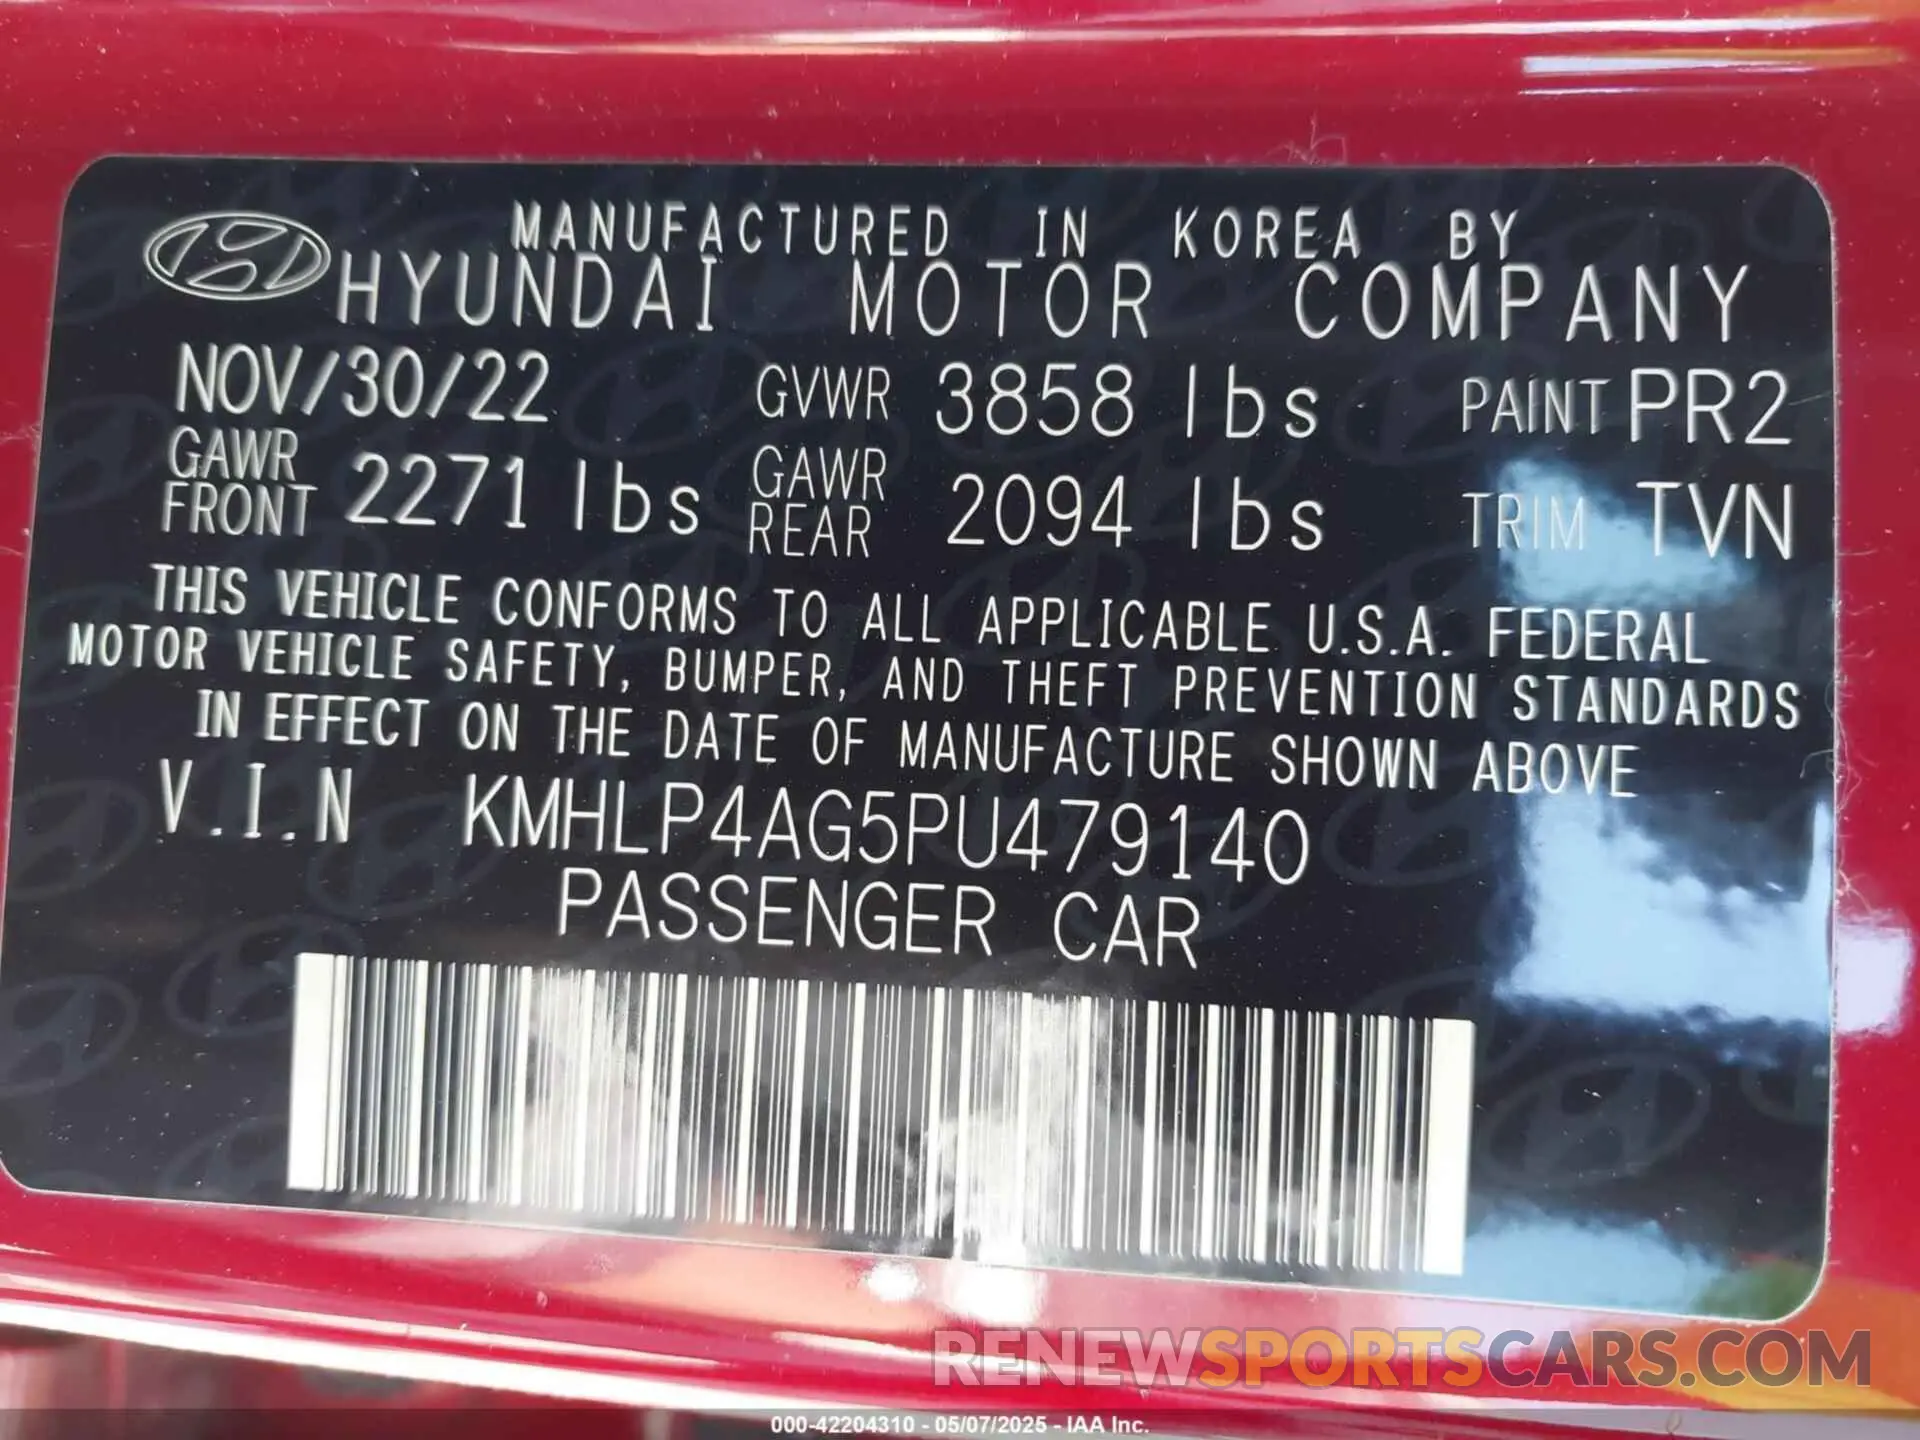 MANUFACTURED IN KOREA BY
HYUNDAI MOTOR COMPANY
NOV/30/22 GVWR 3858 lbs PAINT PR2
GAWR FRONT 2271 lbs GAWR REAR 2094 lbs TRIM TVN
THIS VEHICLE CONFORMS TO ALL APPLICABLE U.S.A. FEDERAL
MOTOR VEHICLE SAFETY, BUMPER, AND THEFT PREVENTION STANDARDS
IN EFFECT ON THE DATE OF MANUFACTURE SHOWN ABOVE
V.I.N KMHLP4AG5PU479140
PASSENGER CAR
RENEWSPORTSCARS.COM
000-42204310 - 05/07/2025 - IAA Inc.